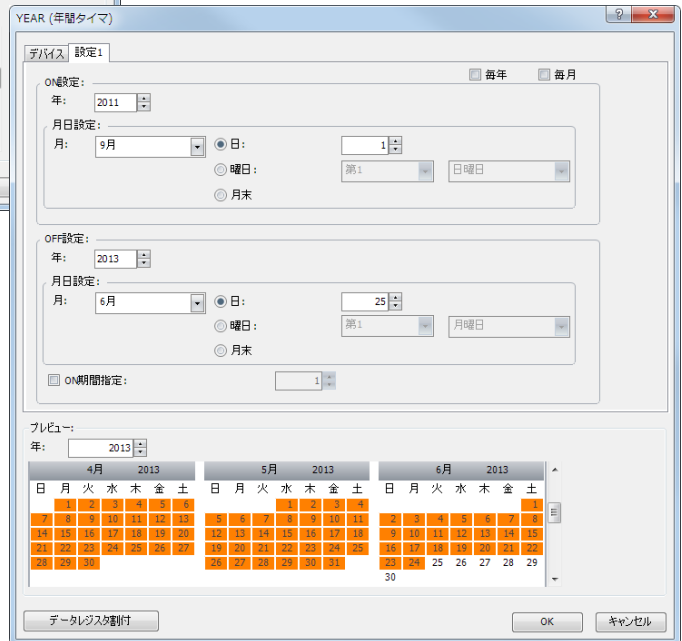 YEAR (年間タイマ)
デバイス 設定1
毎年 毎月
ON設定:
年: 2011
月日設定:
月: 9月 日: 1
曜日: 第1 日曜日
月末
OFF設定:
年: 2013
月日設定:
月: 6月 日: 25
曜日: 第1 月曜日
月末
ON期間指定: 1
プレビュー:
年: 2013
4月 2013 5月 2013 6月 2013
日 月 火 水 木 金 土 日 月 火 水 木 金 土 日 月 火 水 木 金 土
1 2 3 4 5 6 1 2 3 4 1
7 8 9 10 11 12 13 5 6 7 8 9 10 11 2 3 4 5 6 7 8
14 15 16 17 18 19 20 12 13 14 15 16 17 18 9 10 11 12 13 14 15
21 22 23 24 25 26 27 19 20 21 22 23 24 25 16 17 18 19 20 21 22
28 29 30 26 27 28 29 30 31 23 24 25 26 27 28 29
30
データレジスタ割付 OK キャンセル